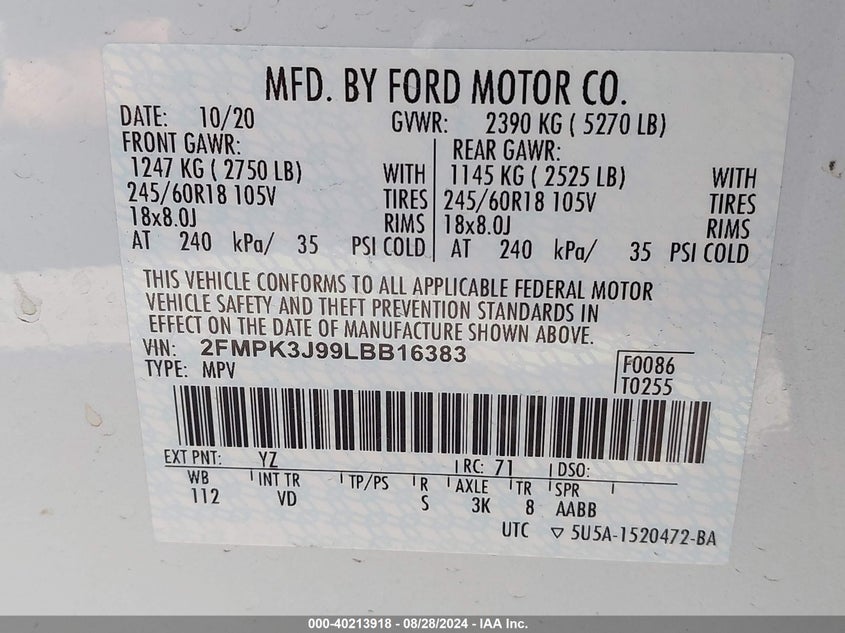 MFD. BY FORD MOTOR CO.
DATE: 10/20 GVWR: 2390 KG ( 5270 LB)
FRONT GAWR: REAR GAWR:
1247 KG ( 2750 LB) WITH 1145 KG ( 2525 LB) WITH
245/60R18 105V TIRES 245/60R18 105V TIRES
18x8.0J RIMS 18x8.0J RIMS
AT 240 kPa/ 35 PSI COLD AT 240 kPa/ 35 PSI COLD
THIS VEHICLE CONFORMS TO ALL APPLICABLE FEDERAL MOTOR
VEHICLE SAFETY AND THEFT PREVENTION STANDARDS IN
EFFECT ON THE DATE OF MANUFACTURE SHOWN ABOVE.
VIN: 2FMPK3J99LBB16383
TYPE: MPV
F0086
T0255
EXT PNT: YZ RC: 71 DSO:
WB INT TR TP/PS R AXLE TR SPR
112 VD S 3K 8 AABB
UTC ▽ 5U5A-1520472-BA
000-40213918 - 08/28/2024 - IAA Inc.